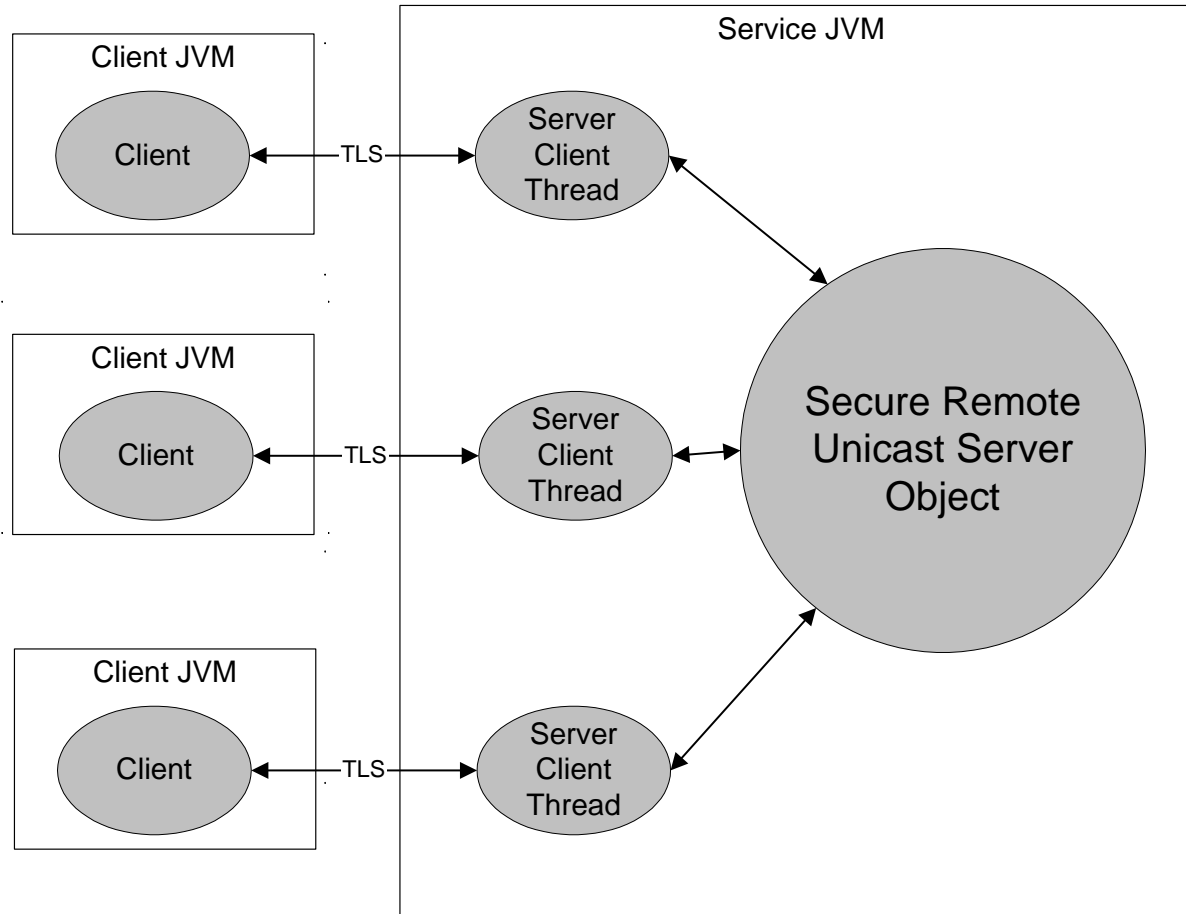 Service JVM
Client JVM
Client
TLS
Server
Client
Thread
Client JVM
Client
TLS
Server
Client
Thread
Secure Remote
Unicast Server
Object
Client JVM
Client
TLS
Server
Client
Thread